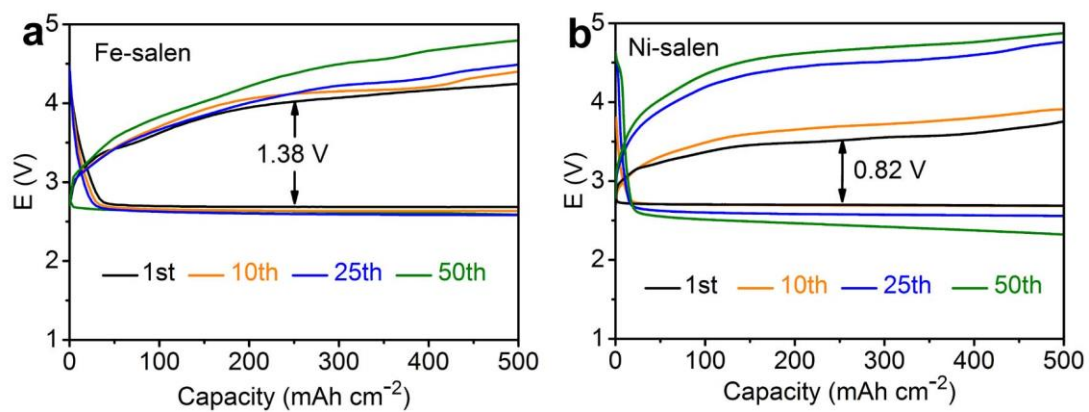 a
Fe-salen
E (V)
5
4
3
2
1
1.38 V
1st 10th 25th 50th
0 100 200 300 400 500
Capacity (mAh cm⁻²)
b
Ni-salen
E (V)
5
4
3
2
1
0.82 V
1st 10th 25th 50th
0 100 200 300 400 500
Capacity (mAh cm⁻²)